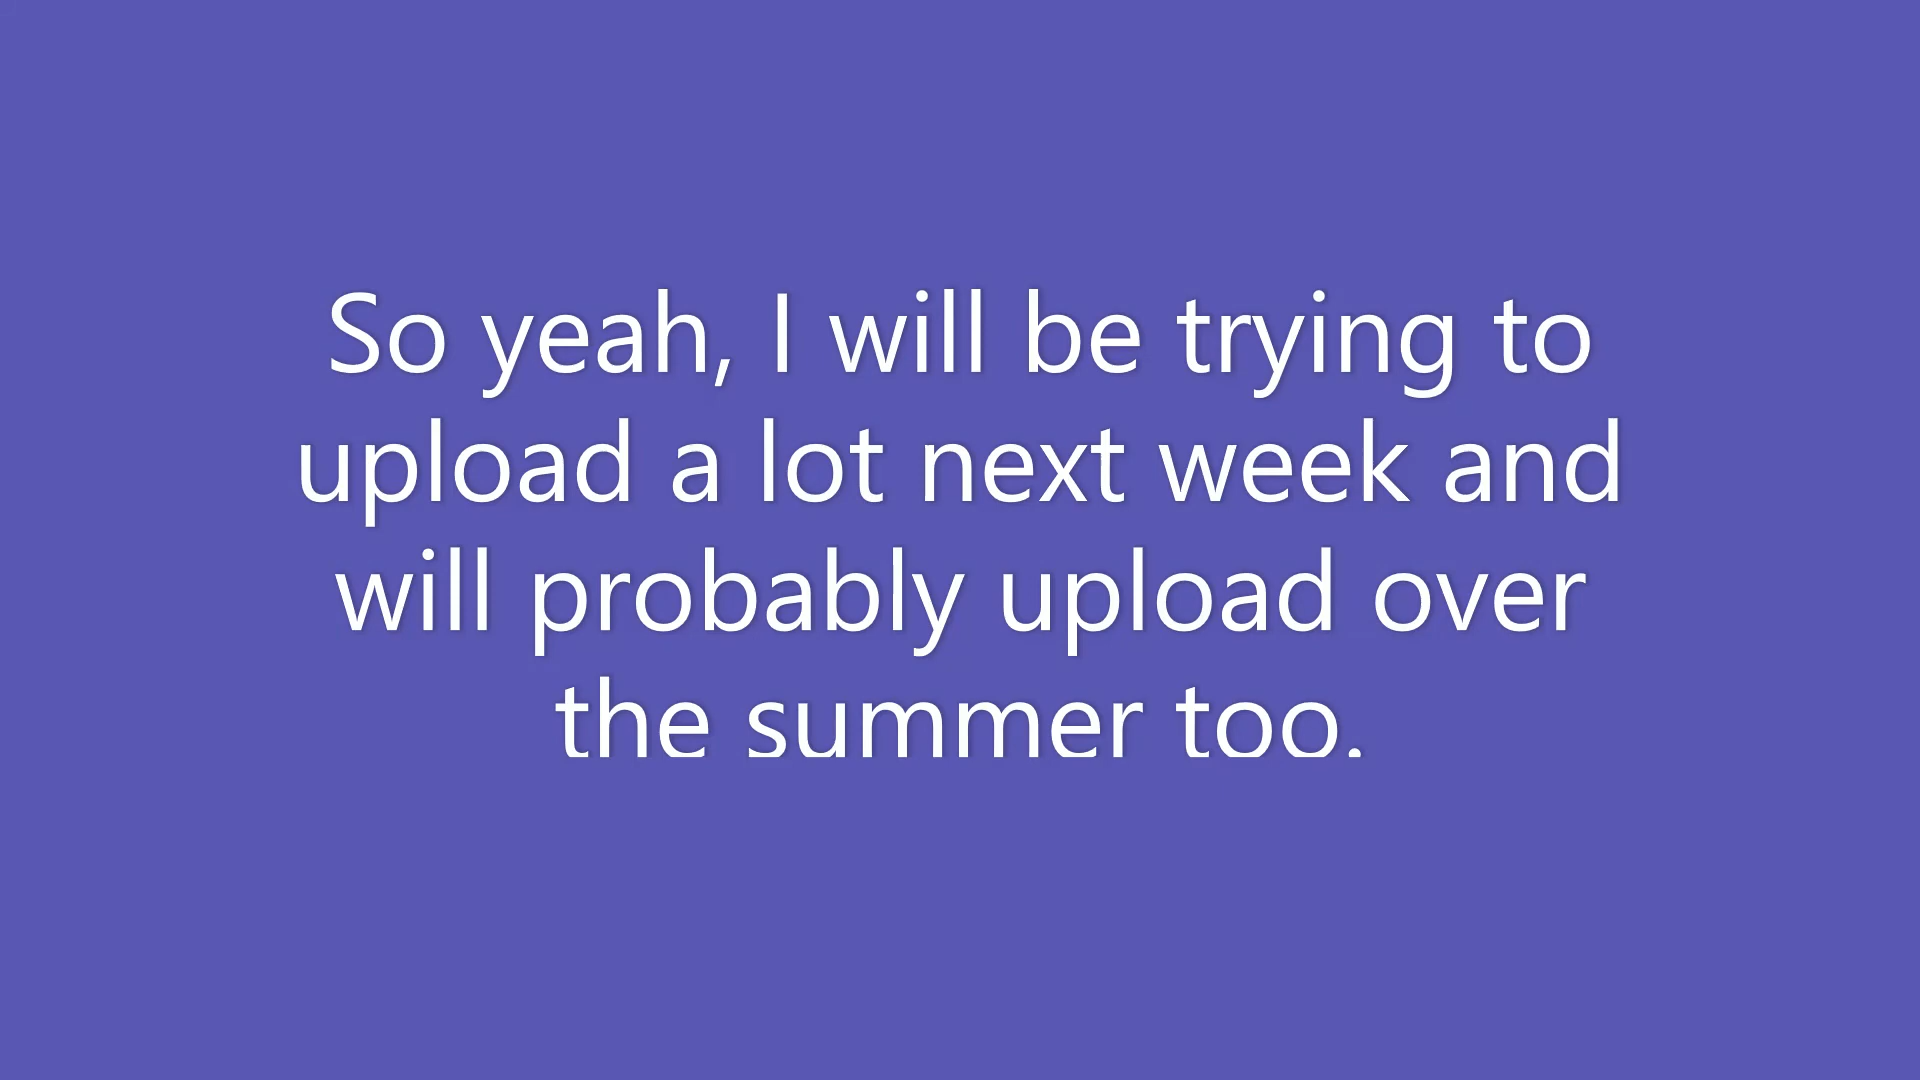 So yeah, I will be trying to
upload a lot next week and
will probably upload over
the summer too.